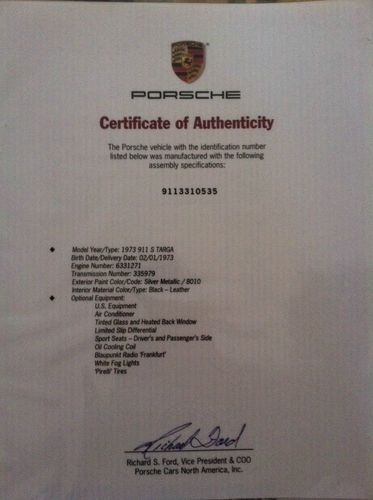 PORSCHE
Certificate of Authenticity
The Porsche vehicle with the identification number
listed below was manufactured with the following
assembly specifications:
9113310535
Model Year/Type: 1973 911 S TARGA
Birth Date/Delivery Date: 02/01/1973
Engine Number: 6331271
Transmission Number: 335979
Exterior Paint Color/Code: Silver Metallic / 8010
Interior Material Color/Type: Black – Leather
Optional Equipment:
U.S. Equipment
Air Conditioner
Tinted Glass and Heated Back Window
Limited Slip Differential
Sport Seats – Driver's and Passenger's Side
Oil Cooling Coil
Blaupunkt Radio 'Frankfurt'
White Fog Lights
'Pirelli' Tires
Richard Ford
Richard S. Ford, Vice President & COO
Porsche Cars North America, Inc.